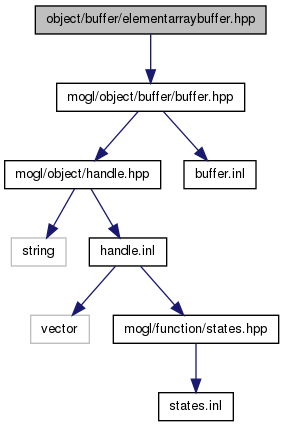 object/buffer/elementarraybuffer.hpp
mogl/object/buffer/buffer.hpp
mogl/object/handle.hpp
buffer.inl
string
handle.inl
vector
mogl/function/states.hpp
states.inl